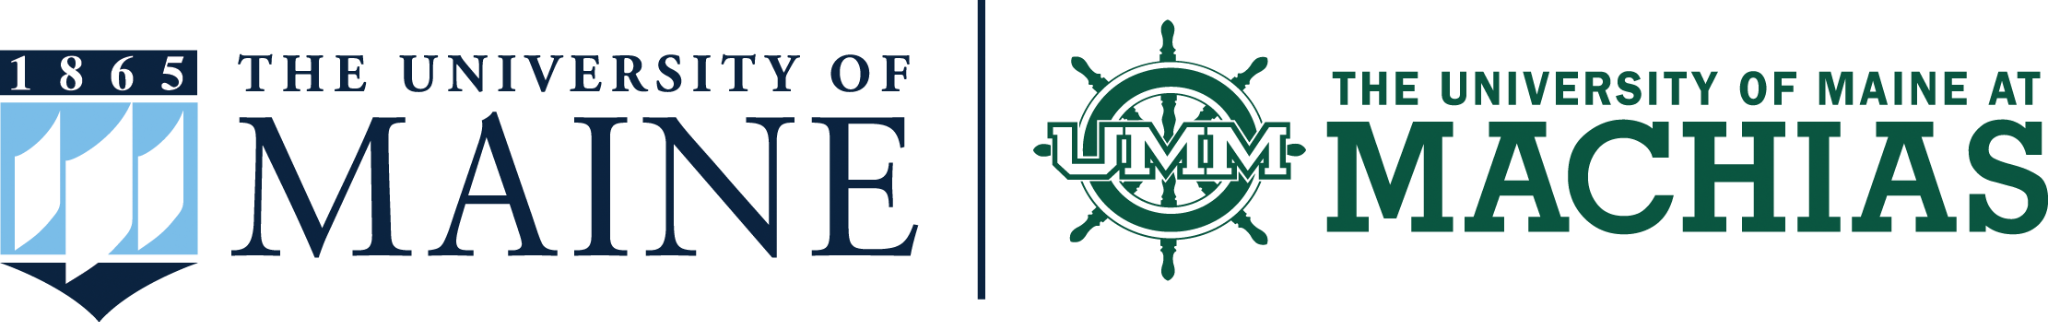 1865
THE UNIVERSITY OF
MAINE
UMM
THE UNIVERSITY OF MAINE AT
MACHIAS